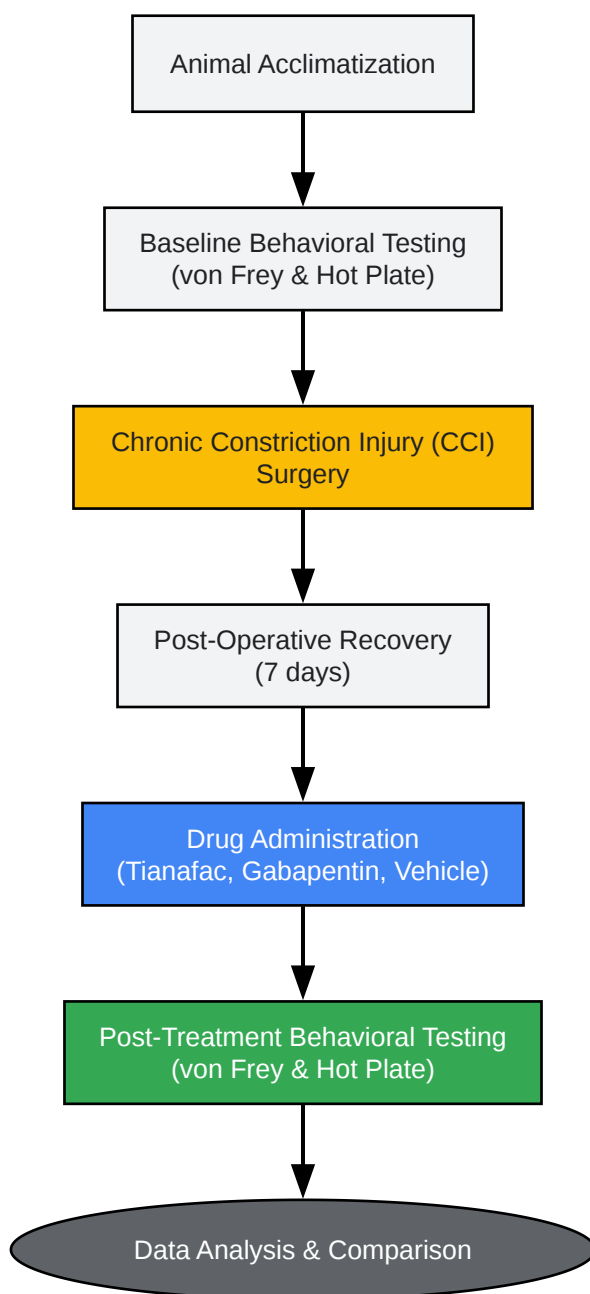 Animal Acclimatization
Baseline Behavioral Testing
(von Frey & Hot Plate)
Chronic Constriction Injury (CCI)
Surgery
Post-Operative Recovery
(7 days)
Drug Administration
(Tianafac, Gabapentin, Vehicle)
Post-Treatment Behavioral Testing
(von Frey & Hot Plate)
Data Analysis & Comparison